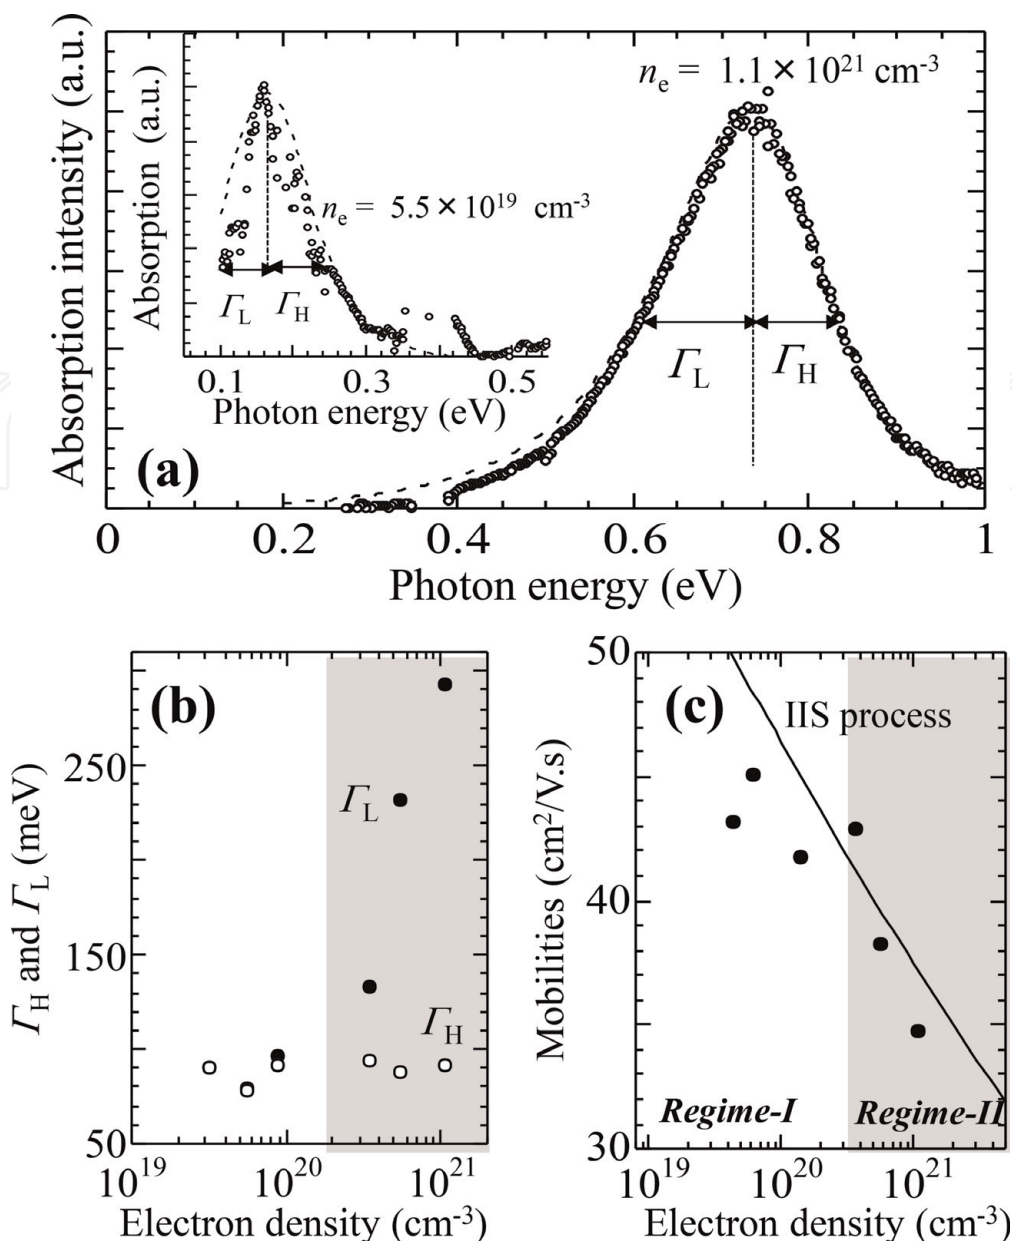 Absorption intensity (a.u.)
Absorption (a.u.)
nₑ = 1.1 × 10²¹ cm⁻³
nₑ = 5.5 × 10¹⁹ cm⁻³
Γ_L Γ_H
0.1 0.3 0.5
Photon energy (eV)
Γ_L Γ_H
(a)
0 0.2 0.4 0.6 0.8 1
Photon energy (eV)
(b)
Γ_H and Γ_L (meV)
250
150
50
Γ_L
Γ_H
10¹⁹ 10²⁰ 10²¹
Electron density (cm⁻³)
(c)
Mobilities (cm²/V.s)
50
40
30
IIS process
Regime-I Regime-II
10¹⁹ 10²⁰ 10²¹
Electron density (cm⁻³)